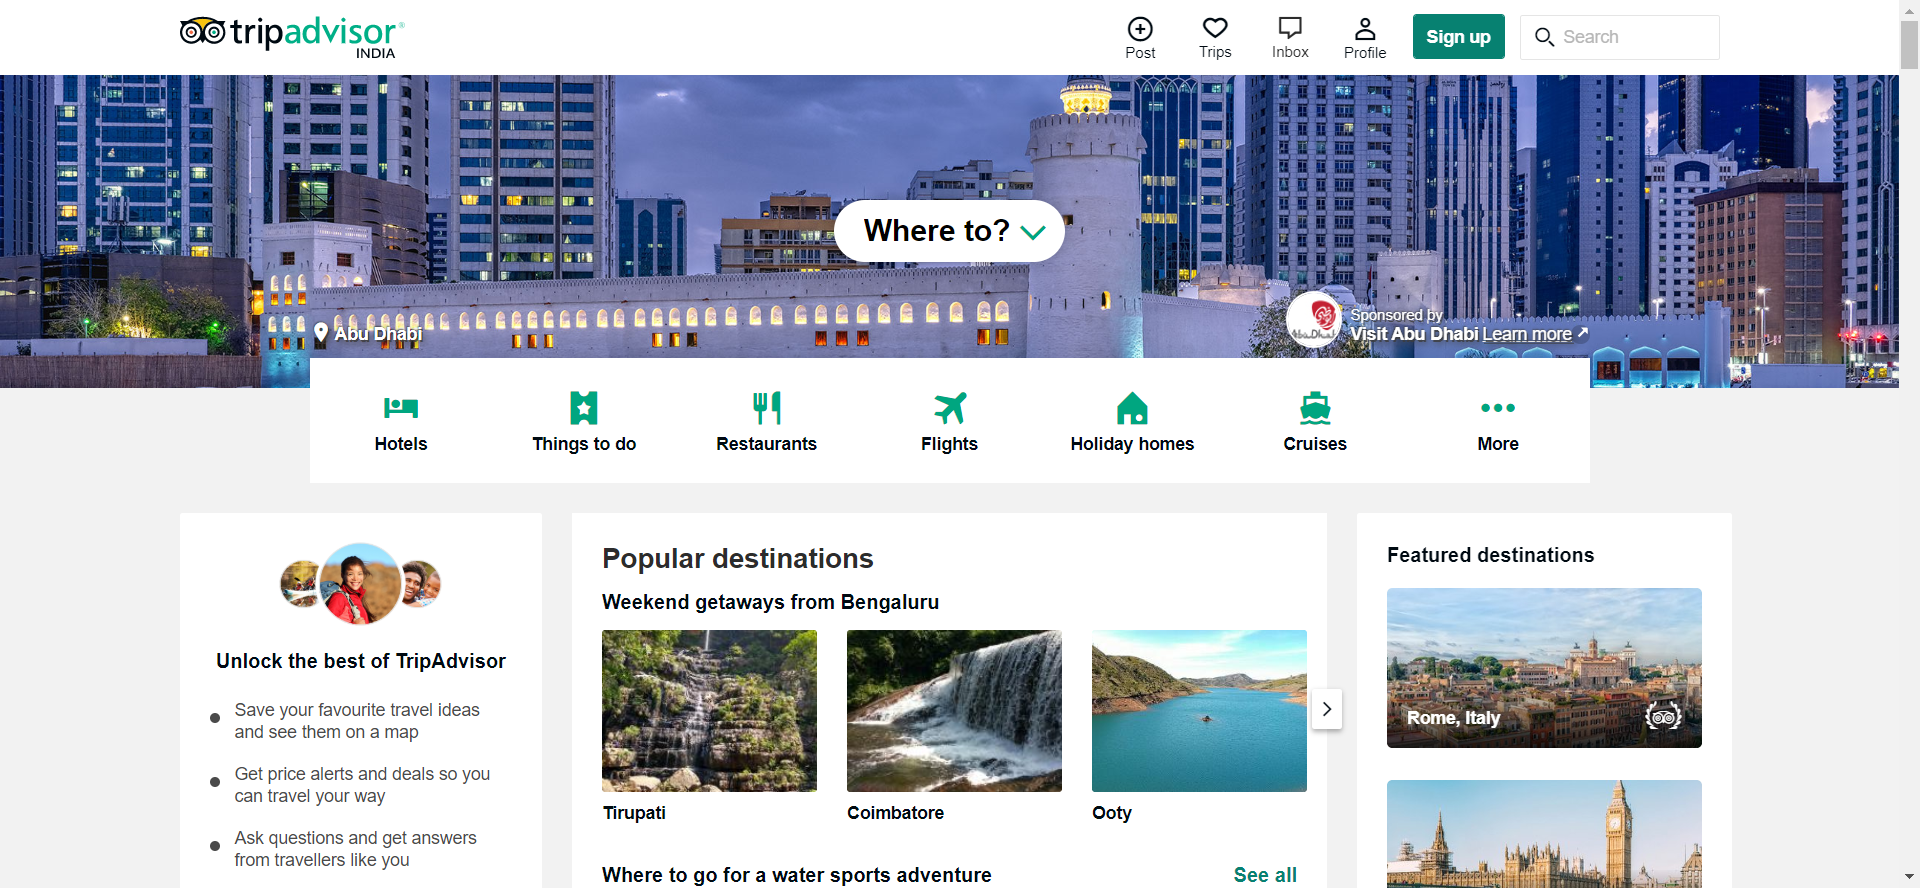 tripadvisor®
INDIA
Post
Trips
Inbox
Profile
Sign up
Search
Where to?
Abu Dhabi
Sponsored by
Visit Abu Dhabi Learn more
Hotels
Things to do
Restaurants
Flights
Holiday homes
Cruises
More
Unlock the best of TripAdvisor
Save your favourite travel ideas
and see them on a map
Get price alerts and deals so you
can travel your way
Ask questions and get answers
from travellers like you
Popular destinations
Weekend getaways from Bengaluru
Tirupati
Coimbatore
Ooty
Where to go for a water sports adventure
See all
Featured destinations
Rome, Italy